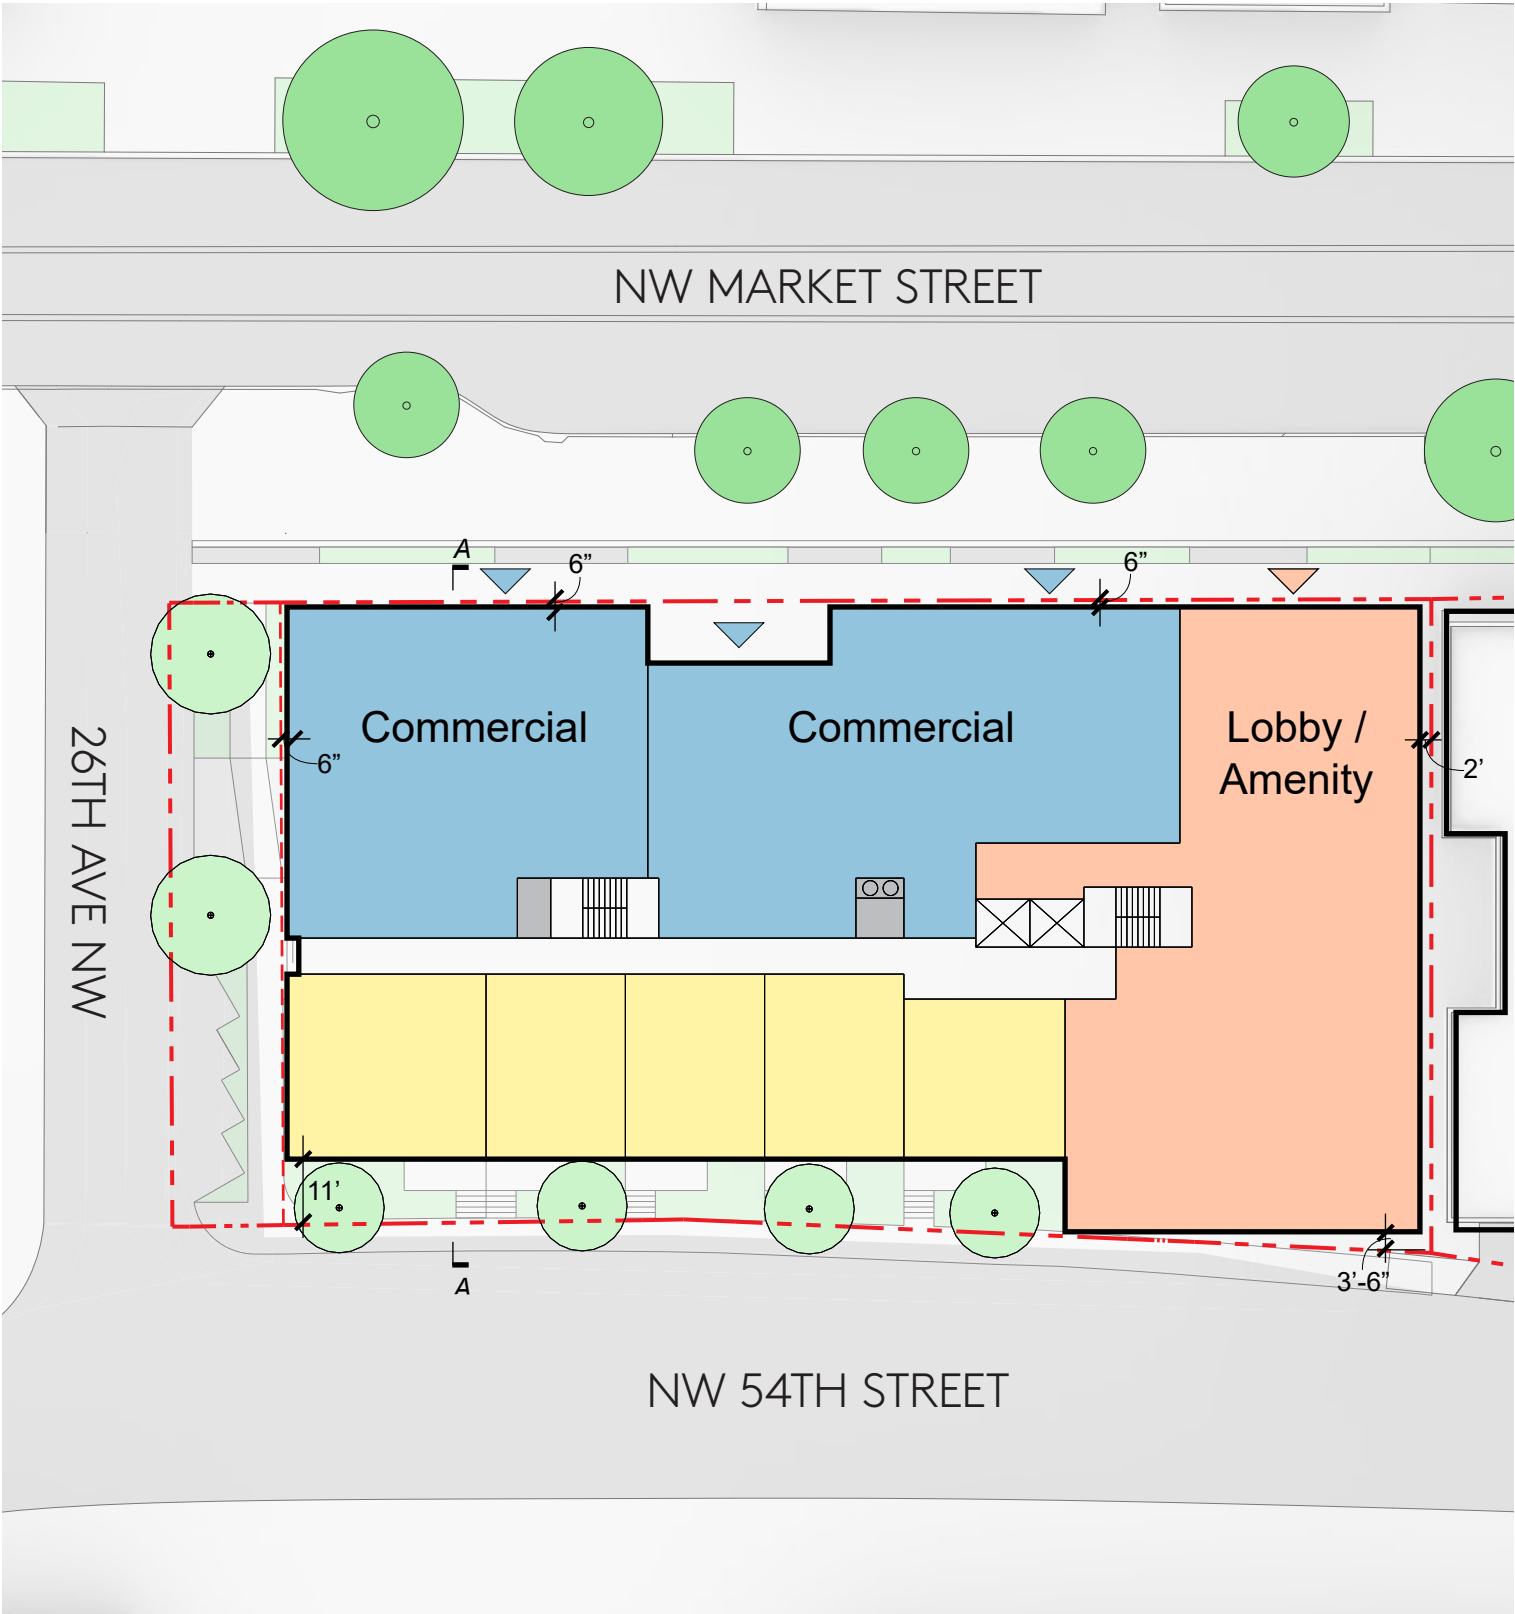 NW MARKET STREET
A
6”
6”
Commercial
Commercial
Lobby /
Amenity
6”
2’
26TH AVE NW
11’
A
3’-6”
NW 54TH STREET